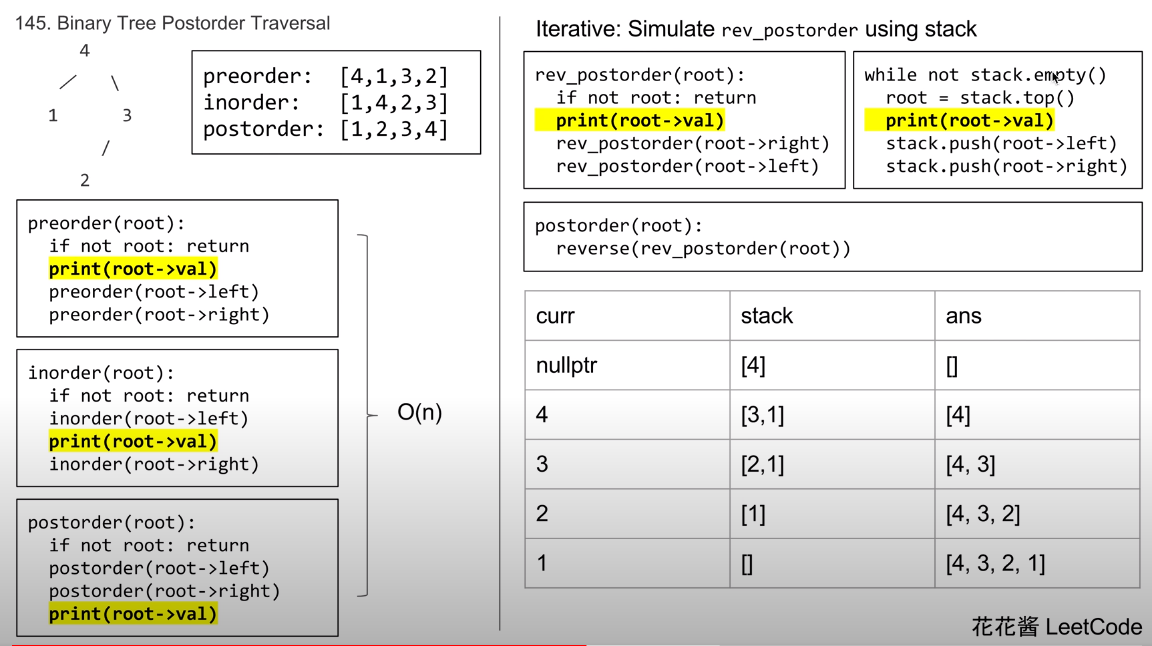 145. Binary Tree Postorder Traversal
4
1 3
2
preorder: [4,1,3,2]
inorder: [1,4,2,3]
postorder: [1,2,3,4]
preorder(root):
if not root: return
print(root->val)
preorder(root->left)
preorder(root->right)
inorder(root):
if not root: return
inorder(root->left)
print(root->val)
inorder(root->right)
postorder(root):
if not root: return
postorder(root->left)
postorder(root->right)
print(root->val)
O(n)
Iterative: Simulate rev_postorder using stack
rev_postorder(root):
if not root: return
print(root->val)
rev_postorder(root->right)
rev_postorder(root->left)
while not stack.empty()
root = stack.top()
print(root->val)
stack.push(root->left)
stack.push(root->right)
postorder(root):
reverse(rev_postorder(root))
curr stack ans
nullptr [4] []
4 [3,1] [4]
3 [2,1] [4, 3]
2 [1] [4, 3, 2]
1 [] [4, 3, 2, 1]
花花酱 LeetCode